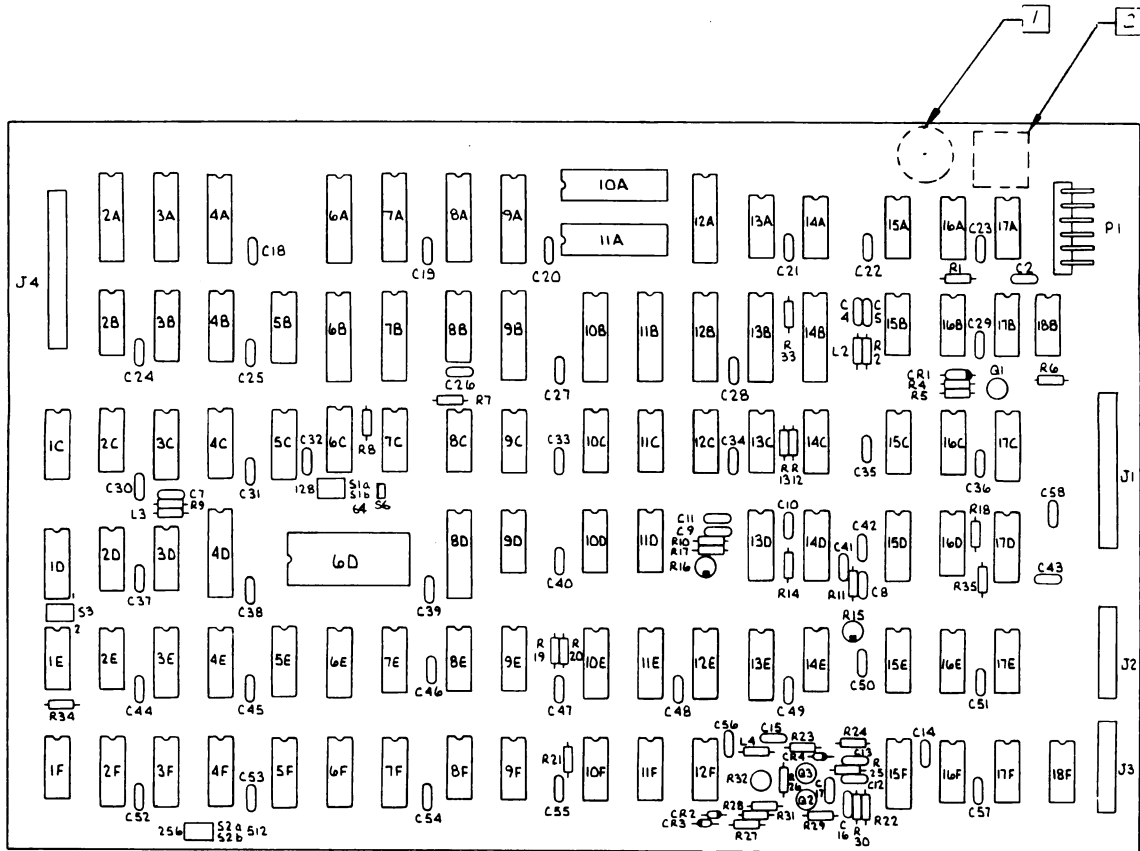 1 2
10A
2A 3A 4A 6A 7A 8A 9A 12A 13A 14A 15A 16A 17A
11A
P1
C18 C19 C20 C21 C22 C23
J4
R1 C2
2B 3B 4B 5B 6B 7B 8B 9B 10B 11B 12B 13B 14B 15B 16B 17B 18B
C4 C5
R33 L2 R2 C29
C24 C25 C26 C27 C28
CR1 Q1 R6
R4
R5
R7
1C 2C 3C 4C 5C 6C 7C 8C 9C 10C 11C 12C 13C 14C 15C 16C 17C
C32 R8 C33 C34 C35
R13 R12
C30 C31 C36
J1
C7 128 S1a
R9 S1b
L3 64 S6
C58
C11 C10 R18
C9 C42
R10
R17 C41
R16
1D 2D 3D 4D 6D 8D 9D 10D 11D 13D 14D 15D 16D 17D
C37 C38 C39 C40 R14 R11 C8 R35 C43
1
S3
2
R15
1E 2E 3E 4E 5E 6E 7E 8E 9E R19 R20 10E 11E 12E 13E 14E 15E 16E 17E
J2
C44 C45 C46 C47 C48 C49 C50 C51
R34
C56 C15 R23 R24 C14
L4 CR4 C13
R21 R25
1F 2F 3F 4F 5F 6F 7F 8F 9F 10F 11F 12F 15F 16F 17F 18F
J3
R32 R26 Q3 C17 C12
C52 C53 C54 C55 C57
Q2
R28 R31 R29 C16 R30 R22
CR2
CR3 R27
256 S2a 512
S2b